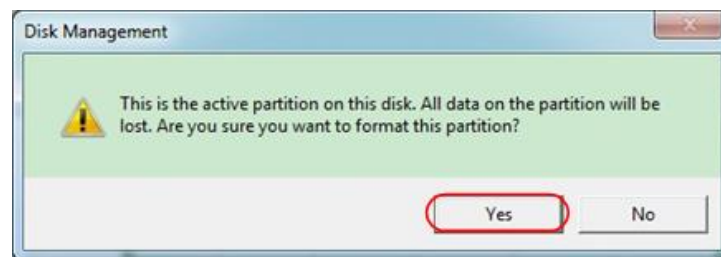 Disk Management
This is the active partition on this disk. All data on the partition will be
lost. Are you sure you want to format this partition?
Yes
No